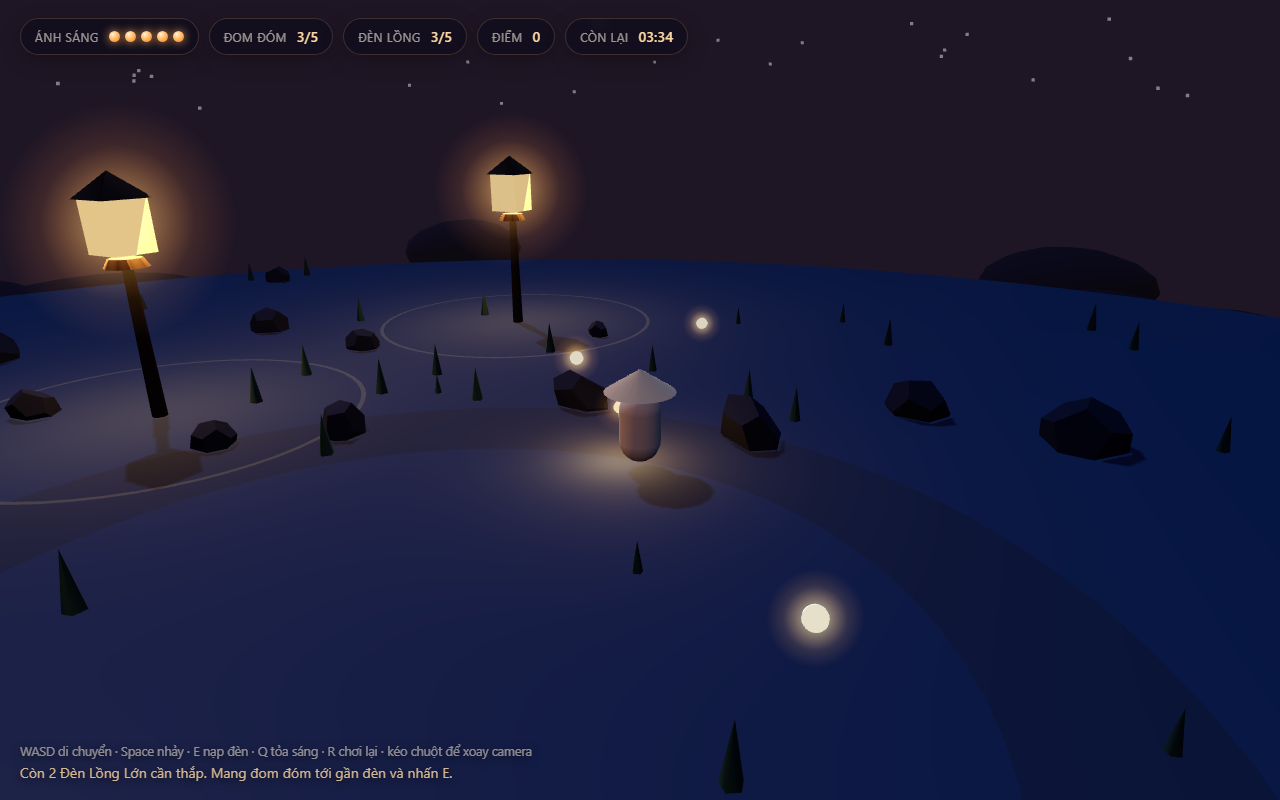 ÁNH SÁNG
ĐOM ĐÓM 3/5
ĐÈN LỒNG 3/5
ĐIỂM 0
CÒN LẠI 03:34
WASD di chuyển · Space nhảy · E nạp đèn · Q tỏa sáng · R chơi lại · kéo chuột để xoay camera
Còn 2 Đèn Lồng Lớn cần thắp. Mang đom đóm tới gần đèn và nhấn E.